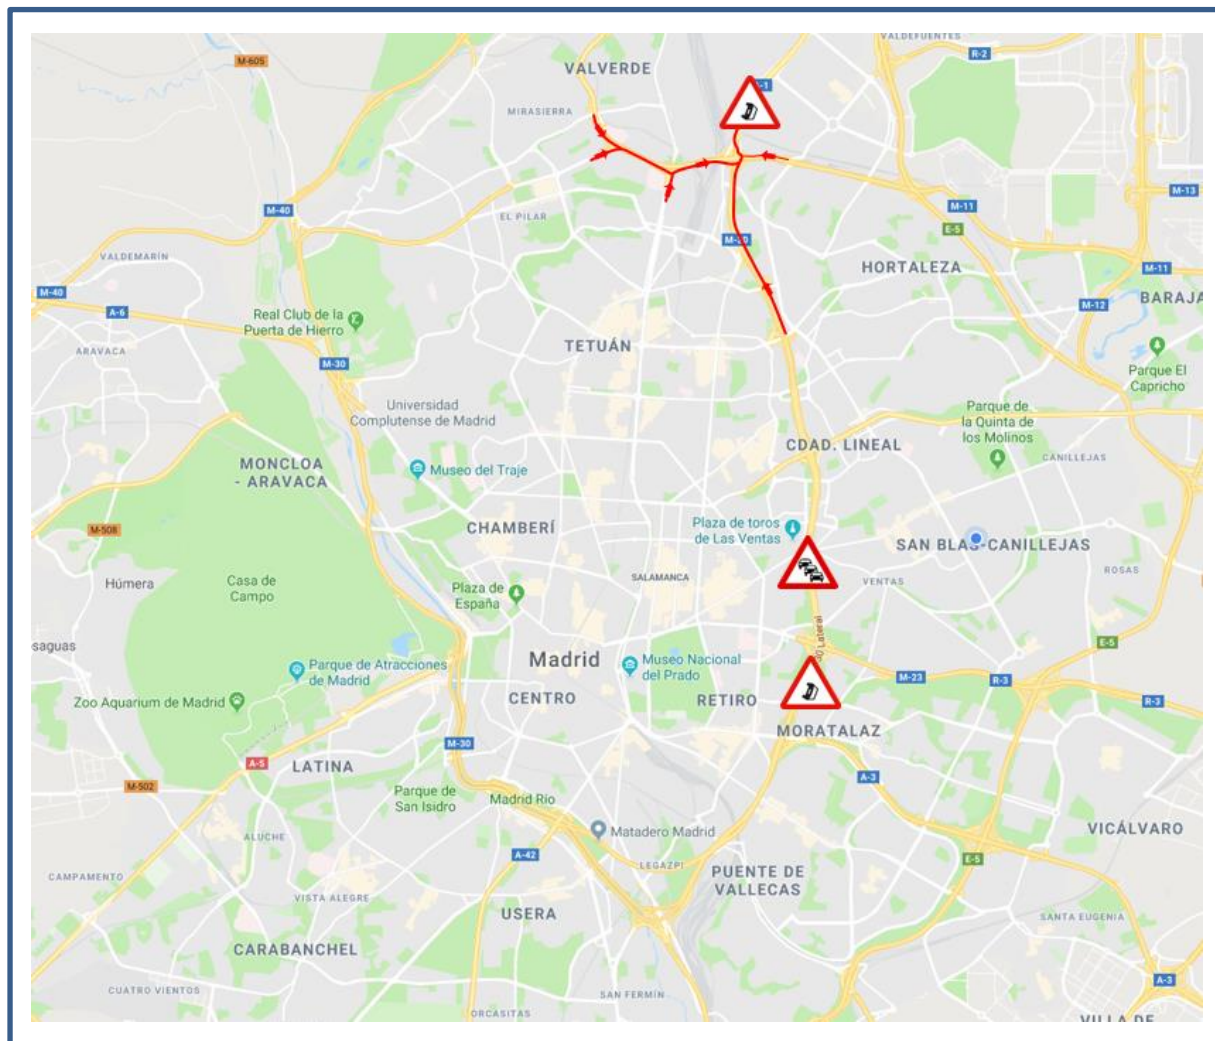 VALDEFUENTES
R-2
M-605
VALVERDE
MIRASIERRA
M-13
M-40
M-11
EL PILAR
E-5
VALDEMARÍN
HORTALEZA
M-11
M-40
BARAJA
M-12
A-6
Real Club de la
Puerta de Hierro
TETUÁN
ARAVACA
M-30
Parque El
Capricho
Universidad
Complutense de Madrid
Parque de
la Quinta de
los Molinos
CDAD. LINEAL
CANILLEJAS
MONCLOA
- ARAVACA
Museo del Traje
M-508
CHAMBERÍ
Plaza de toros
de Las Ventas
SAN BLAS-CANILLEJAS
Húmera
Casa de
Campo
SALAMANCA
VENTAS
ROSAS
Plaza de
España
osaguas
30 Lateral
E-5
Madrid
Parque de Atracciones
de Madrid
Museo Nacional
del Prado
M-23
R-3
Zoo Aquarium de Madrid
CENTRO
RETIRO
R-3
MORATALAZ
M-30
A-5
LATINA
A-3
M-502
Parque de
San Isidro
Madrid Río
VICÁLVARO
ALUCHE
Matadero Madrid
A-42
LEGAZPI
E-5
CAMPAMENTO
PUENTE DE
VALLECAS
VISTA ALEGRE
USERA
SANTA EUGENIA
CARABANCHEL
A-3
CUATRO VIENTOS
SAN FERMÍN
ORCASITAS
VILLA DE